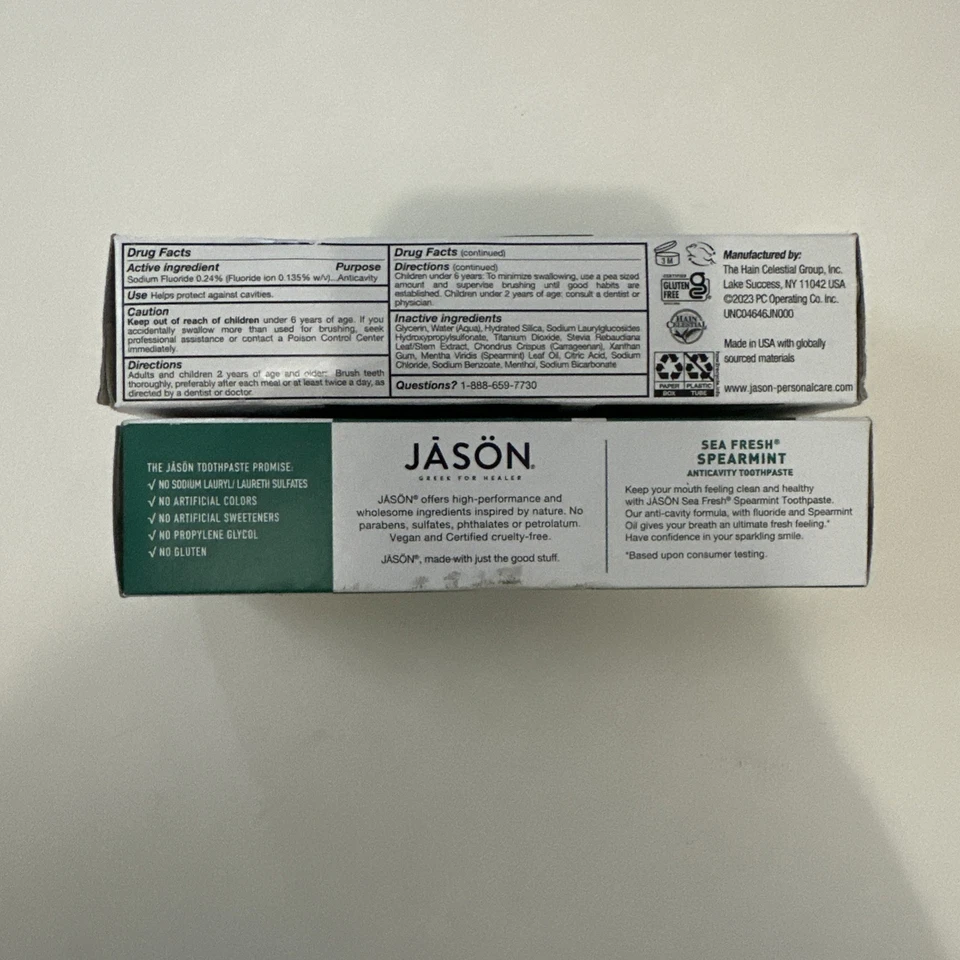 Drug Facts
Active ingredient Purpose
Sodium Fluoride 0.24% (Fluoride ion 0.135% w/v)...Anticavity
Use Helps protect against cavities.
Caution
Keep out of reach of children under 6 years of age. If you
accidentally swallow more than used for brushing, seek
professional assistance or contact a Poison Control Center
immediately.
Directions
Adults and children 2 years of age and older: Brush teeth
thoroughly, preferably after each meal or at least twice a day, as
directed by a dentist or doctor.
Drug Facts (continued)
Directions (continued)
Children under 6 years: To minimize swallowing, use a pea sized
amount and supervise brushing until good habits are
established. Children under 2 years of age: consult a dentist or
physician.
Inactive ingredients
Glycerin, Water (Aqua), Hydrated Silica, Sodium Laurylglucosides
Hydroxypropylsulfonate, Titanium Dioxide, Stevia Rebaudiana
Leaf/Stem Extract, Chondrus Crispus (Carrageenan), Xanthan
Gum, Mentha Viridis (Spearmint) Leaf Oil, Citric Acid, Sodium
Chloride, Sodium Benzoate, Menthol, Sodium Bicarbonate
Questions? 1-888-659-7730
3 M
CERTIFIED
GLUTEN
FREE
HAIN
CELESTIAL
PAPER
BOX
PLASTIC
TUBE
Manufactured by:
The Hain Celestial Group, Inc.
Lake Success, NY 11042 USA
©2023 PC Operating Co. Inc.
UNC04646JN000
Made in USA with globally
sourced materials
www.jason-personalcare.com
THE JĀSÖN TOOTHPASTE PROMISE:
√ NO SODIUM LAURYL/ LAURETH SULFATES
√ NO ARTIFICIAL COLORS
√ NO ARTIFICIAL SWEETENERS
√ NO PROPYLENE GLYCOL
√ NO GLUTEN
JĀSÖN®
GREEK FOR HEALER
JĀSÖN® offers high-performance and
wholesome ingredients inspired by nature. No
parabens, sulfates, phthalates or petrolatum.
Vegan and Certified cruelty-free.
JĀSÖN®, made with just the good stuff.
SEA FRESH®
SPEARMINT
ANTICAVITY TOOTHPASTE
Keep your mouth feeling clean and healthy
with JĀSÖN Sea Fresh® Spearmint Toothpaste.
Our anti-cavity formula, with fluoride and Spearmint
Oil gives your breath an ultimate fresh feeling.*
Have confidence in your sparkling smile.
*Based upon consumer testing.